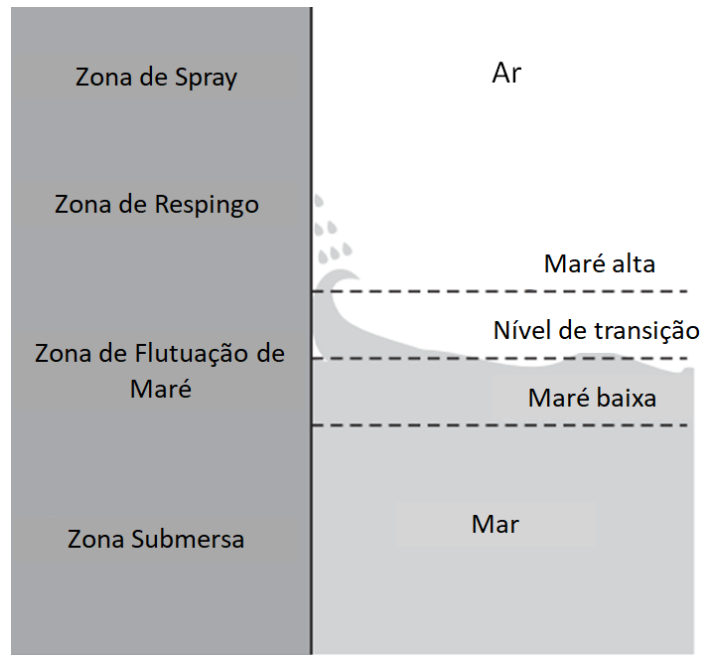 Zona de Spray
Ar
Zona de Respingo
Maré alta
Nível de transição
Zona de Flutuação de
Maré
Maré baixa
Mar
Zona Submersa